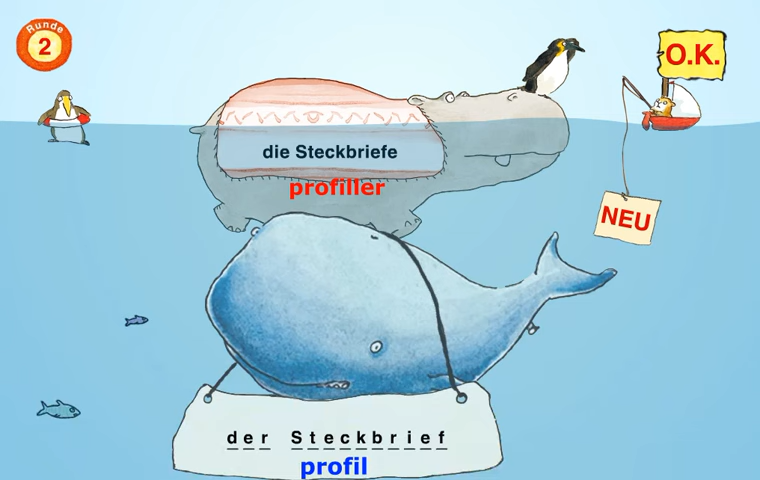 Runde
2
O.K.
die Steckbriefe
profiller
NEU
der Steckbrief
profil